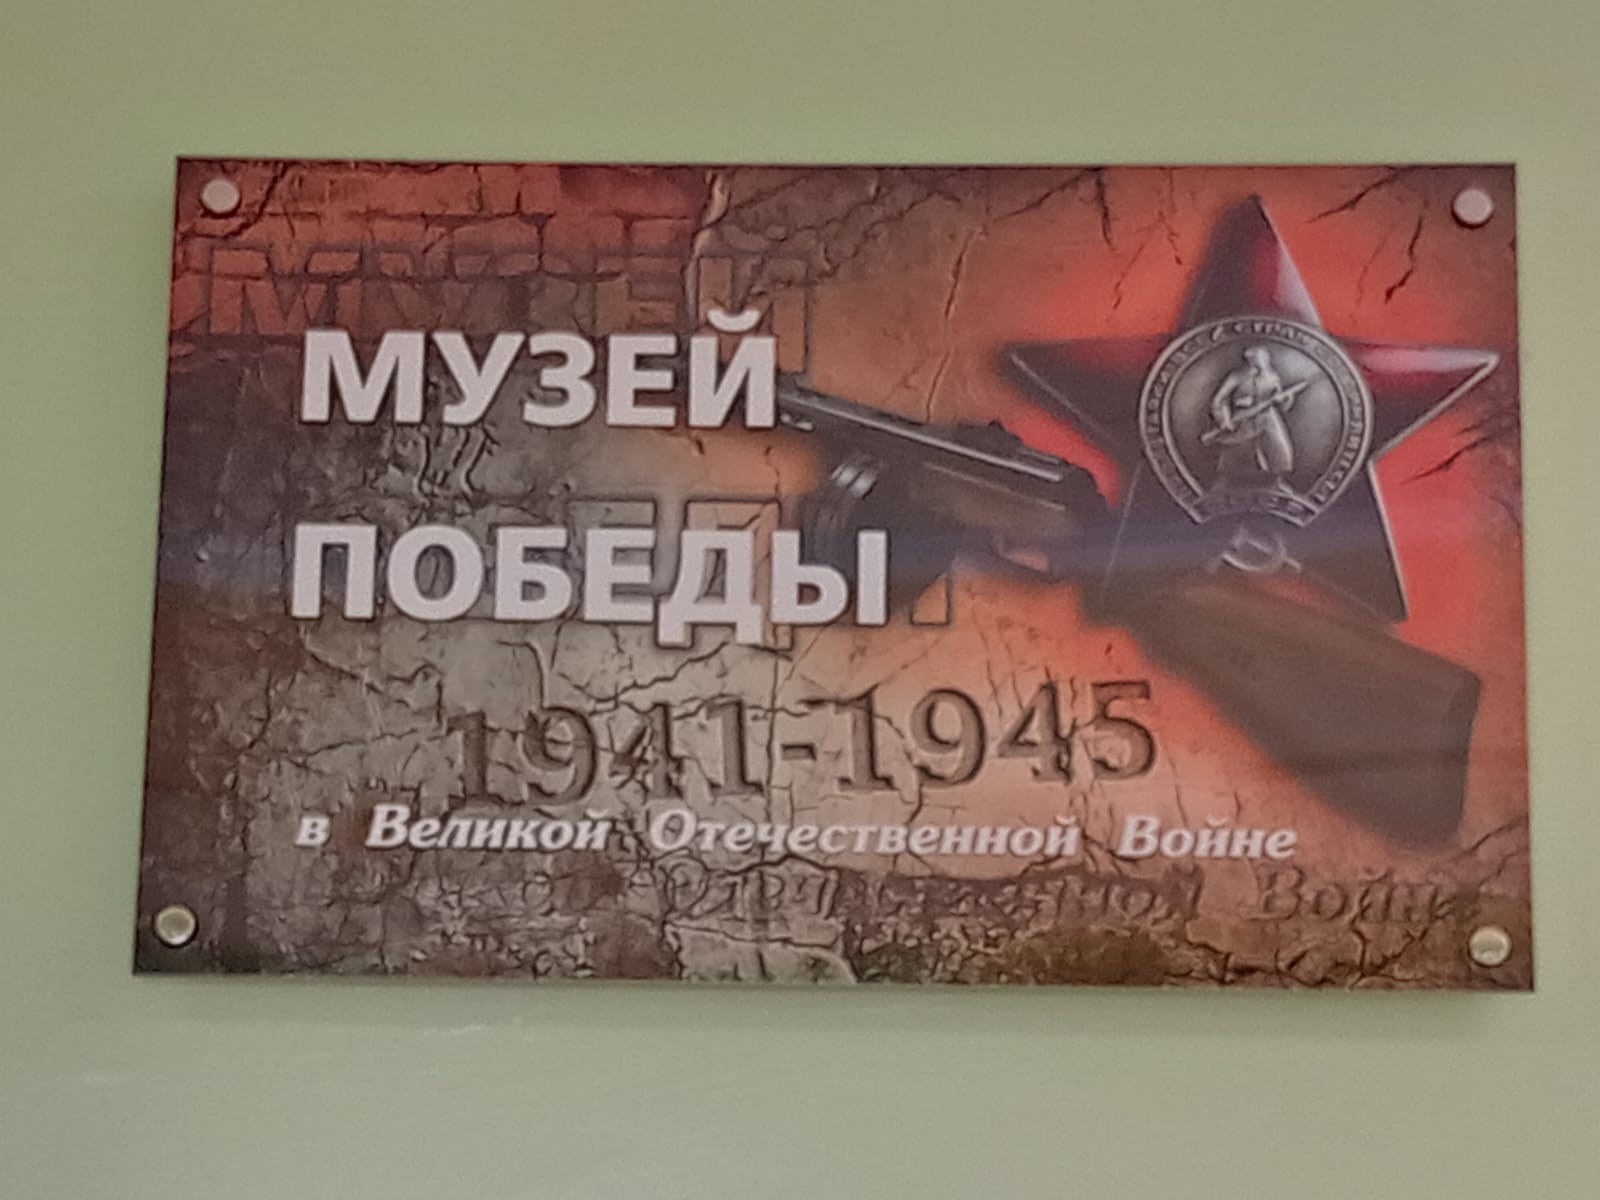 МУЗЕЙ
ПОБЕДЫ
1941-1945
в Великой Отечественной Войне